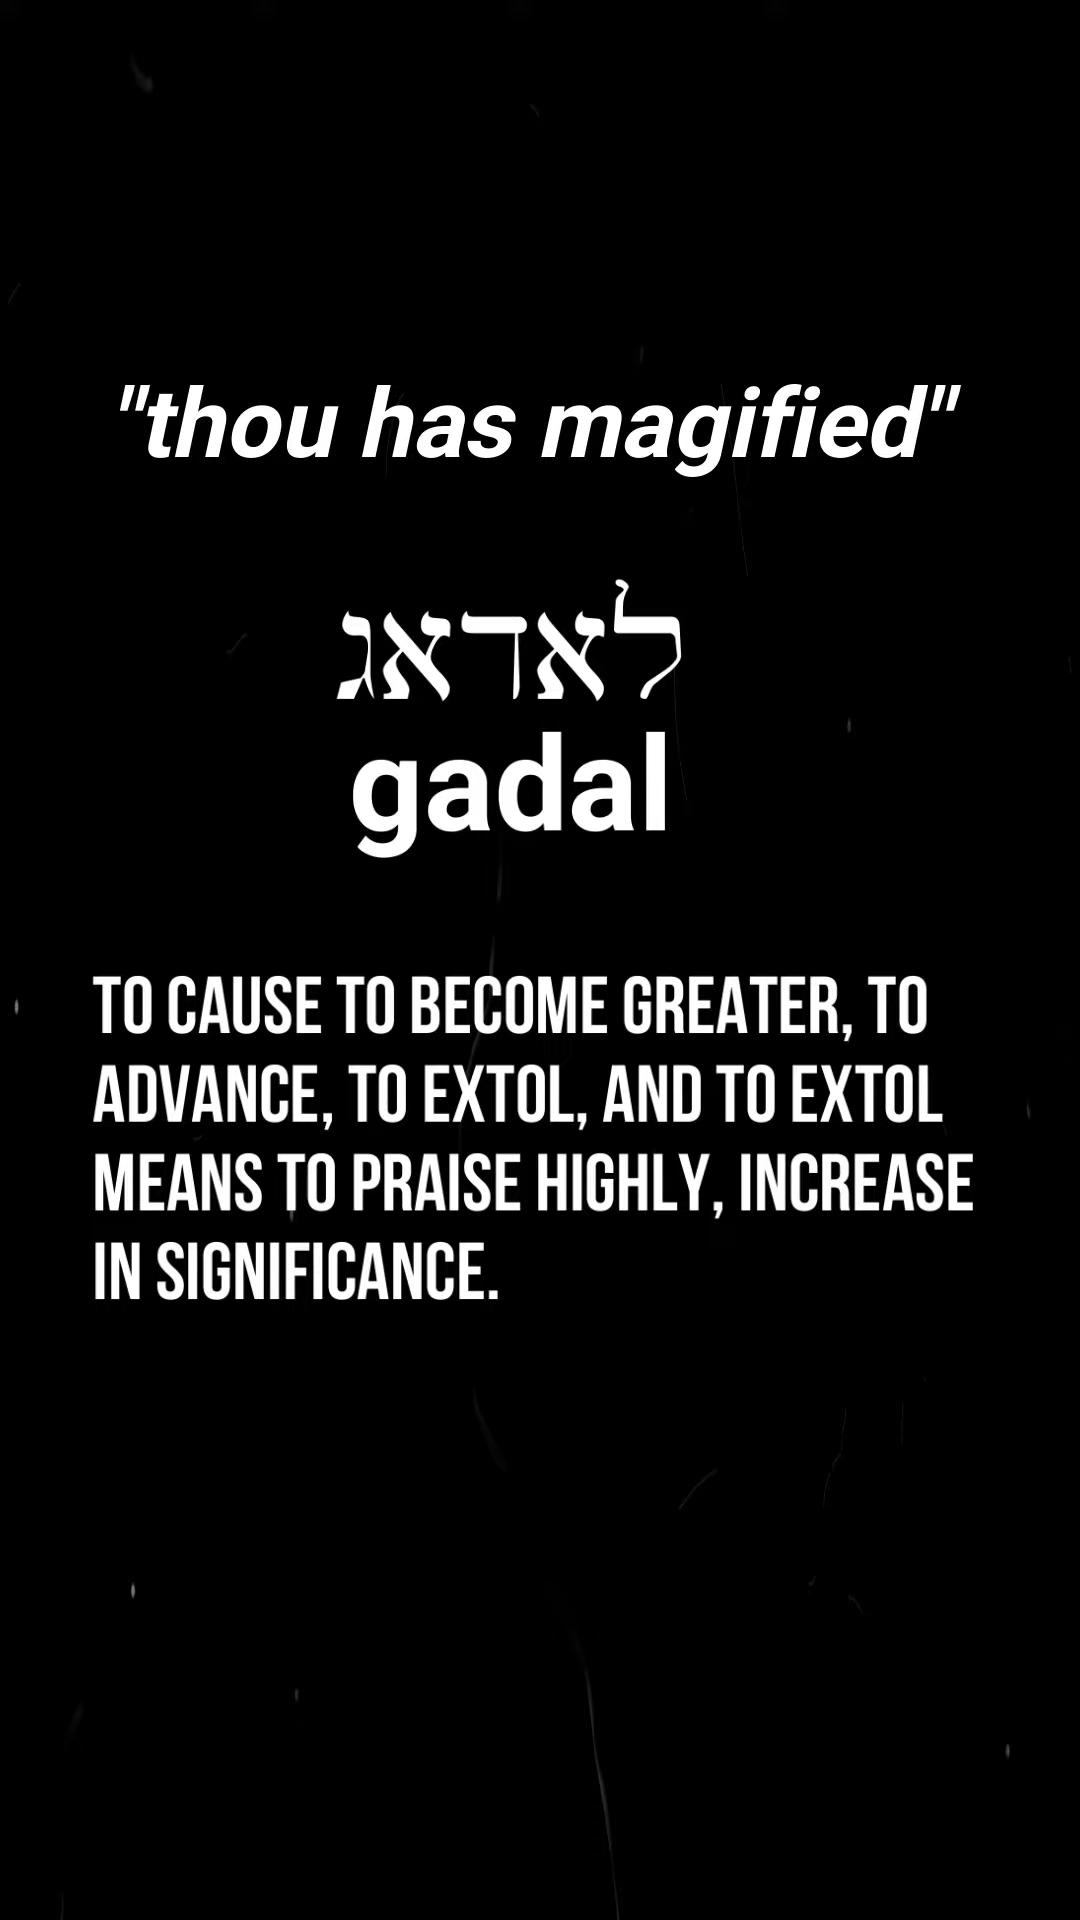 "thou has magified"
לאדאג
gadal
TO CAUSE TO BECOME GREATER, TO
ADVANCE, TO EXTOL, AND TO EXTOL
MEANS TO PRAISE HIGHLY, INCREASE
IN SIGNIFICANCE.